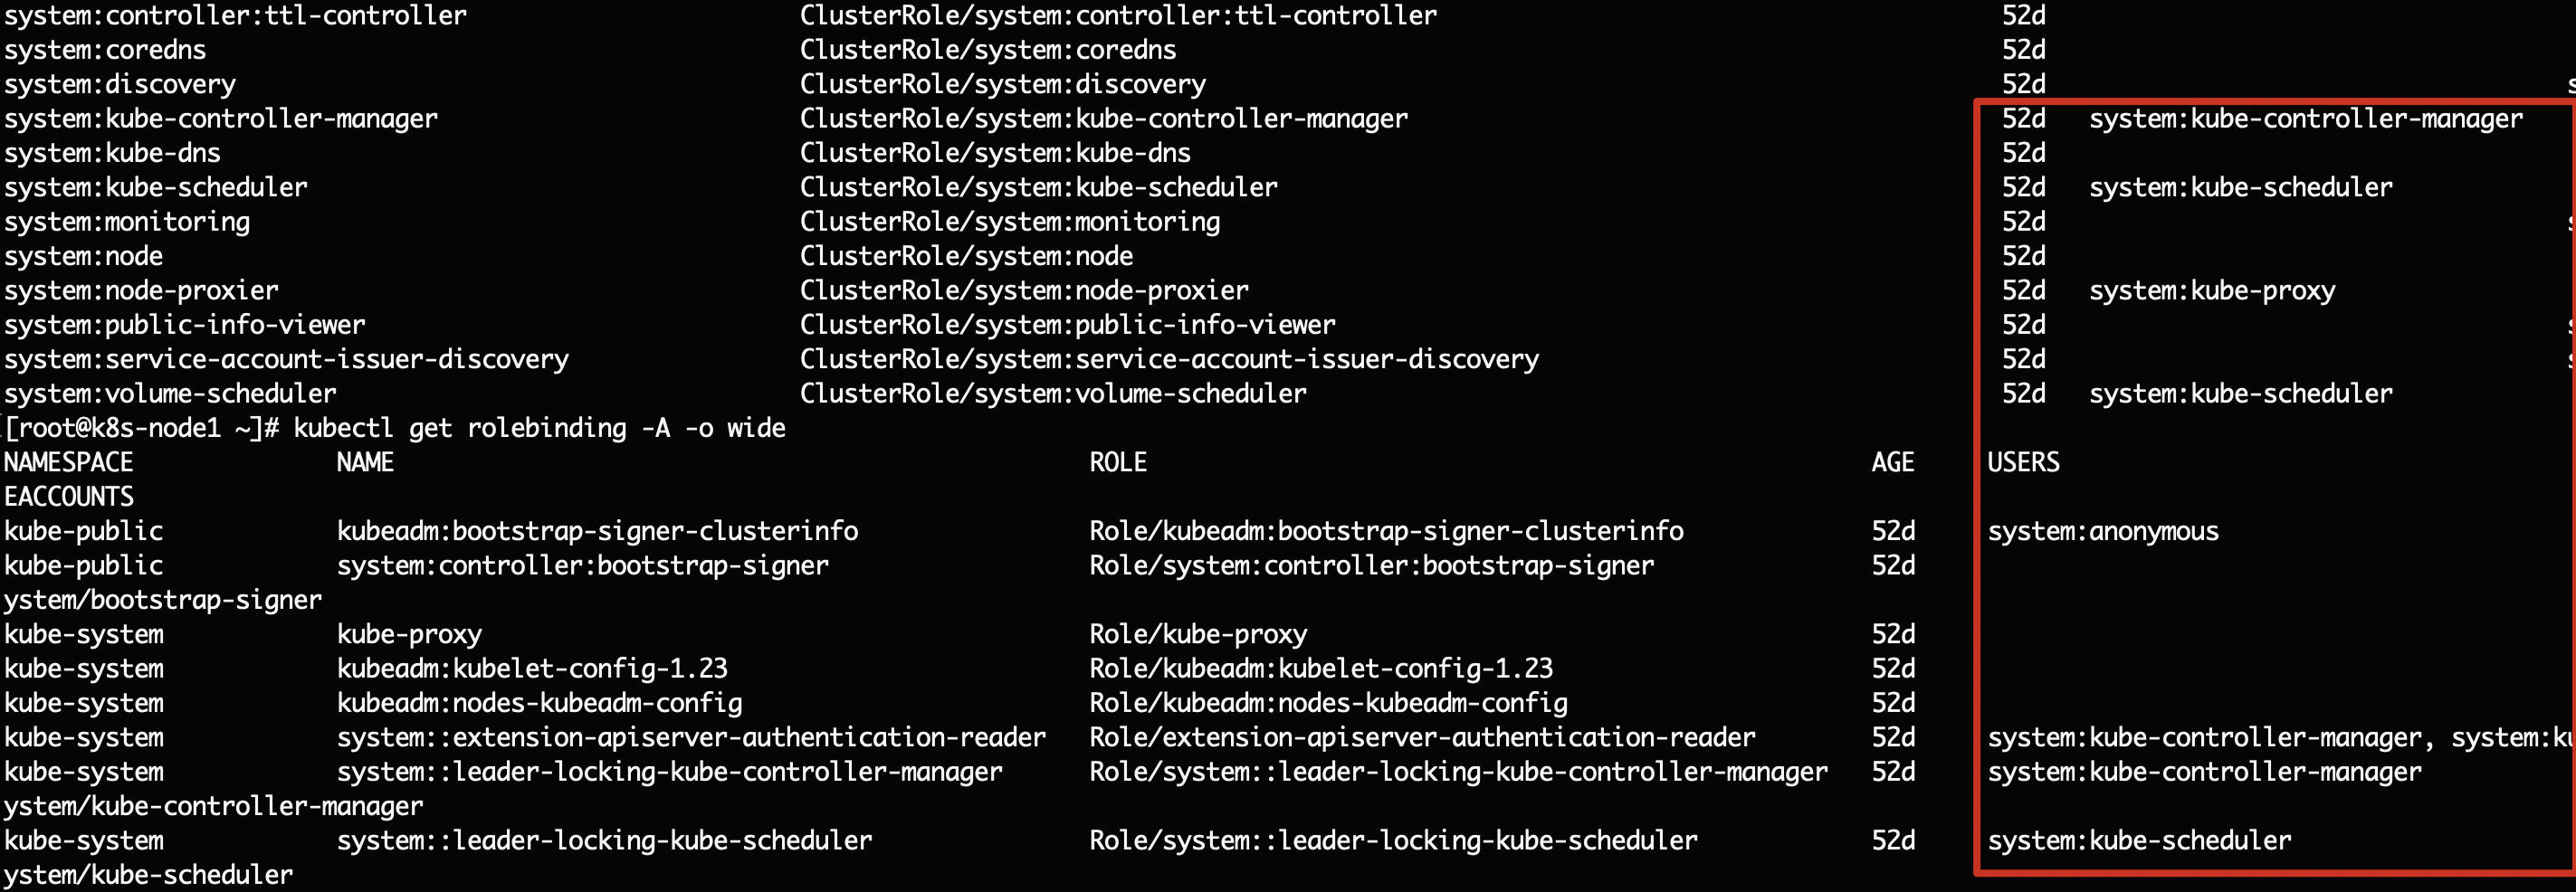 system:controller:ttl-controller ClusterRole/system:controller:ttl-controller 52d
system:coredns ClusterRole/system:coredns 52d
system:discovery ClusterRole/system:discovery 52d
system:kube-controller-manager ClusterRole/system:kube-controller-manager 52d system:kube-controller-manager
system:kube-dns ClusterRole/system:kube-dns 52d
system:kube-scheduler ClusterRole/system:kube-scheduler 52d system:kube-scheduler
system:monitoring ClusterRole/system:monitoring 52d
system:node ClusterRole/system:node 52d
system:node-proxier ClusterRole/system:node-proxier 52d system:kube-proxy
system:public-info-viewer ClusterRole/system:public-info-viewer 52d
system:service-account-issuer-discovery ClusterRole/system:service-account-issuer-discovery 52d
system:volume-scheduler ClusterRole/system:volume-scheduler 52d system:kube-scheduler
[root@k8s-node1 ~]# kubectl get rolebinding -A -o wide
NAMESPACE NAME ROLE AGE USERS
EACCOUNTS
kube-public kubeadm:bootstrap-signer-clusterinfo Role/kubeadm:bootstrap-signer-clusterinfo 52d system:anonymous
kube-public system:controller:bootstrap-signer Role/system:controller:bootstrap-signer 52d
ystem/bootstrap-signer
kube-system kube-proxy Role/kube-proxy 52d
kube-system kubeadm:kubelet-config-1.23 Role/kubeadm:kubelet-config-1.23 52d
kube-system kubeadm:nodes-kubeadm-config Role/kubeadm:nodes-kubeadm-config 52d
kube-system system::extension-apiserver-authentication-reader Role/extension-apiserver-authentication-reader 52d system:kube-controller-manager, system:k
kube-system system::leader-locking-kube-controller-manager Role/system::leader-locking-kube-controller-manager 52d system:kube-controller-manager
ystem/kube-controller-manager
kube-system system::leader-locking-kube-scheduler Role/system::leader-locking-kube-scheduler 52d system:kube-scheduler
ystem/kube-scheduler